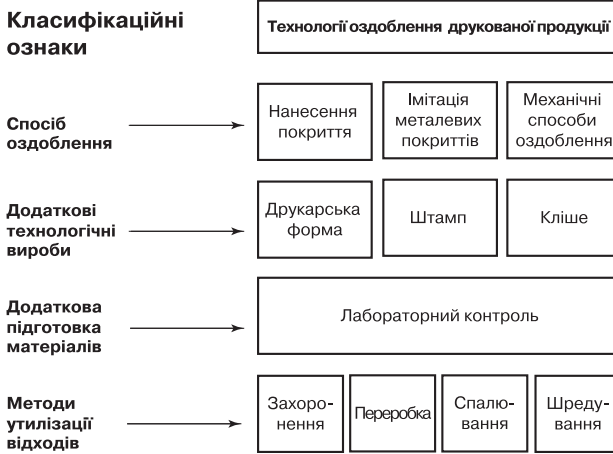 Класифікаційні
ознаки
Технології оздоблення друкованої продукції
Спосіб
оздоблення
Нанесення
покриття
Імітація
металевих
покриттів
Механічні
способи
оздоблення
Додаткові
технологічні
вироби
Друкарська
форма
Штамп
Кліше
Додаткова
підготовка
матеріалів
Лабораторний контроль
Методи
утилізації
відходів
Захоро-
нення
Переробка
Спалю-
вання
Шреду-
вання